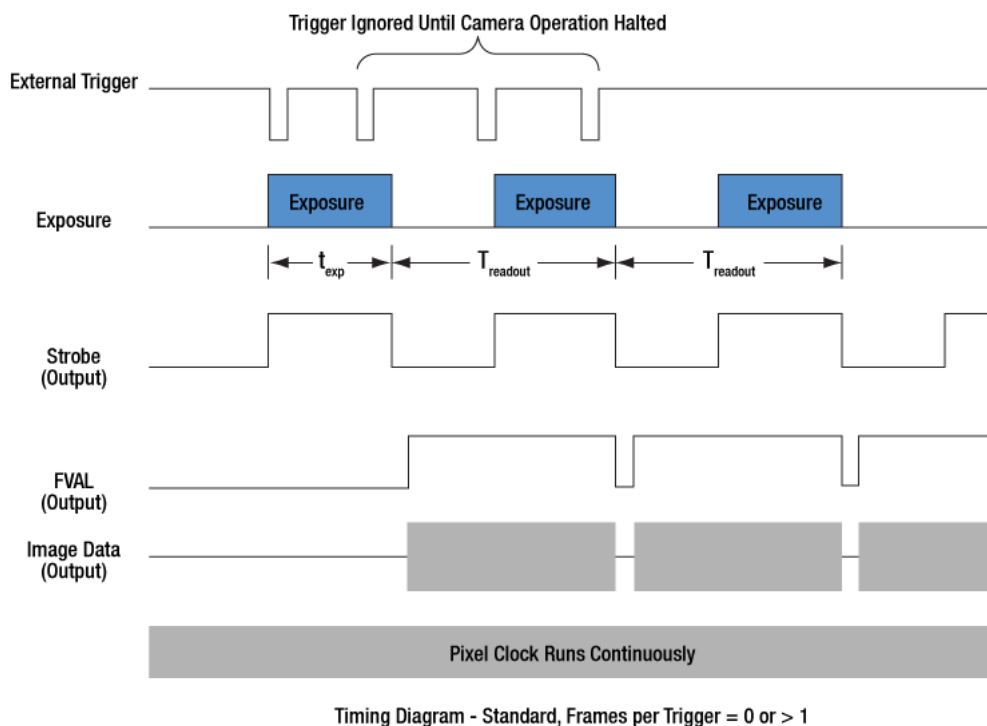 Trigger Ignored Until Camera Operation Halted
External Trigger
Exposure
Exposure
Exposure
Exposure
t_exp
T_readout
T_readout
Strobe
(Output)
FVAL
(Output)
Image Data
(Output)
Pixel Clock Runs Continuously
Timing Diagram - Standard, Frames per Trigger = 0 or > 1